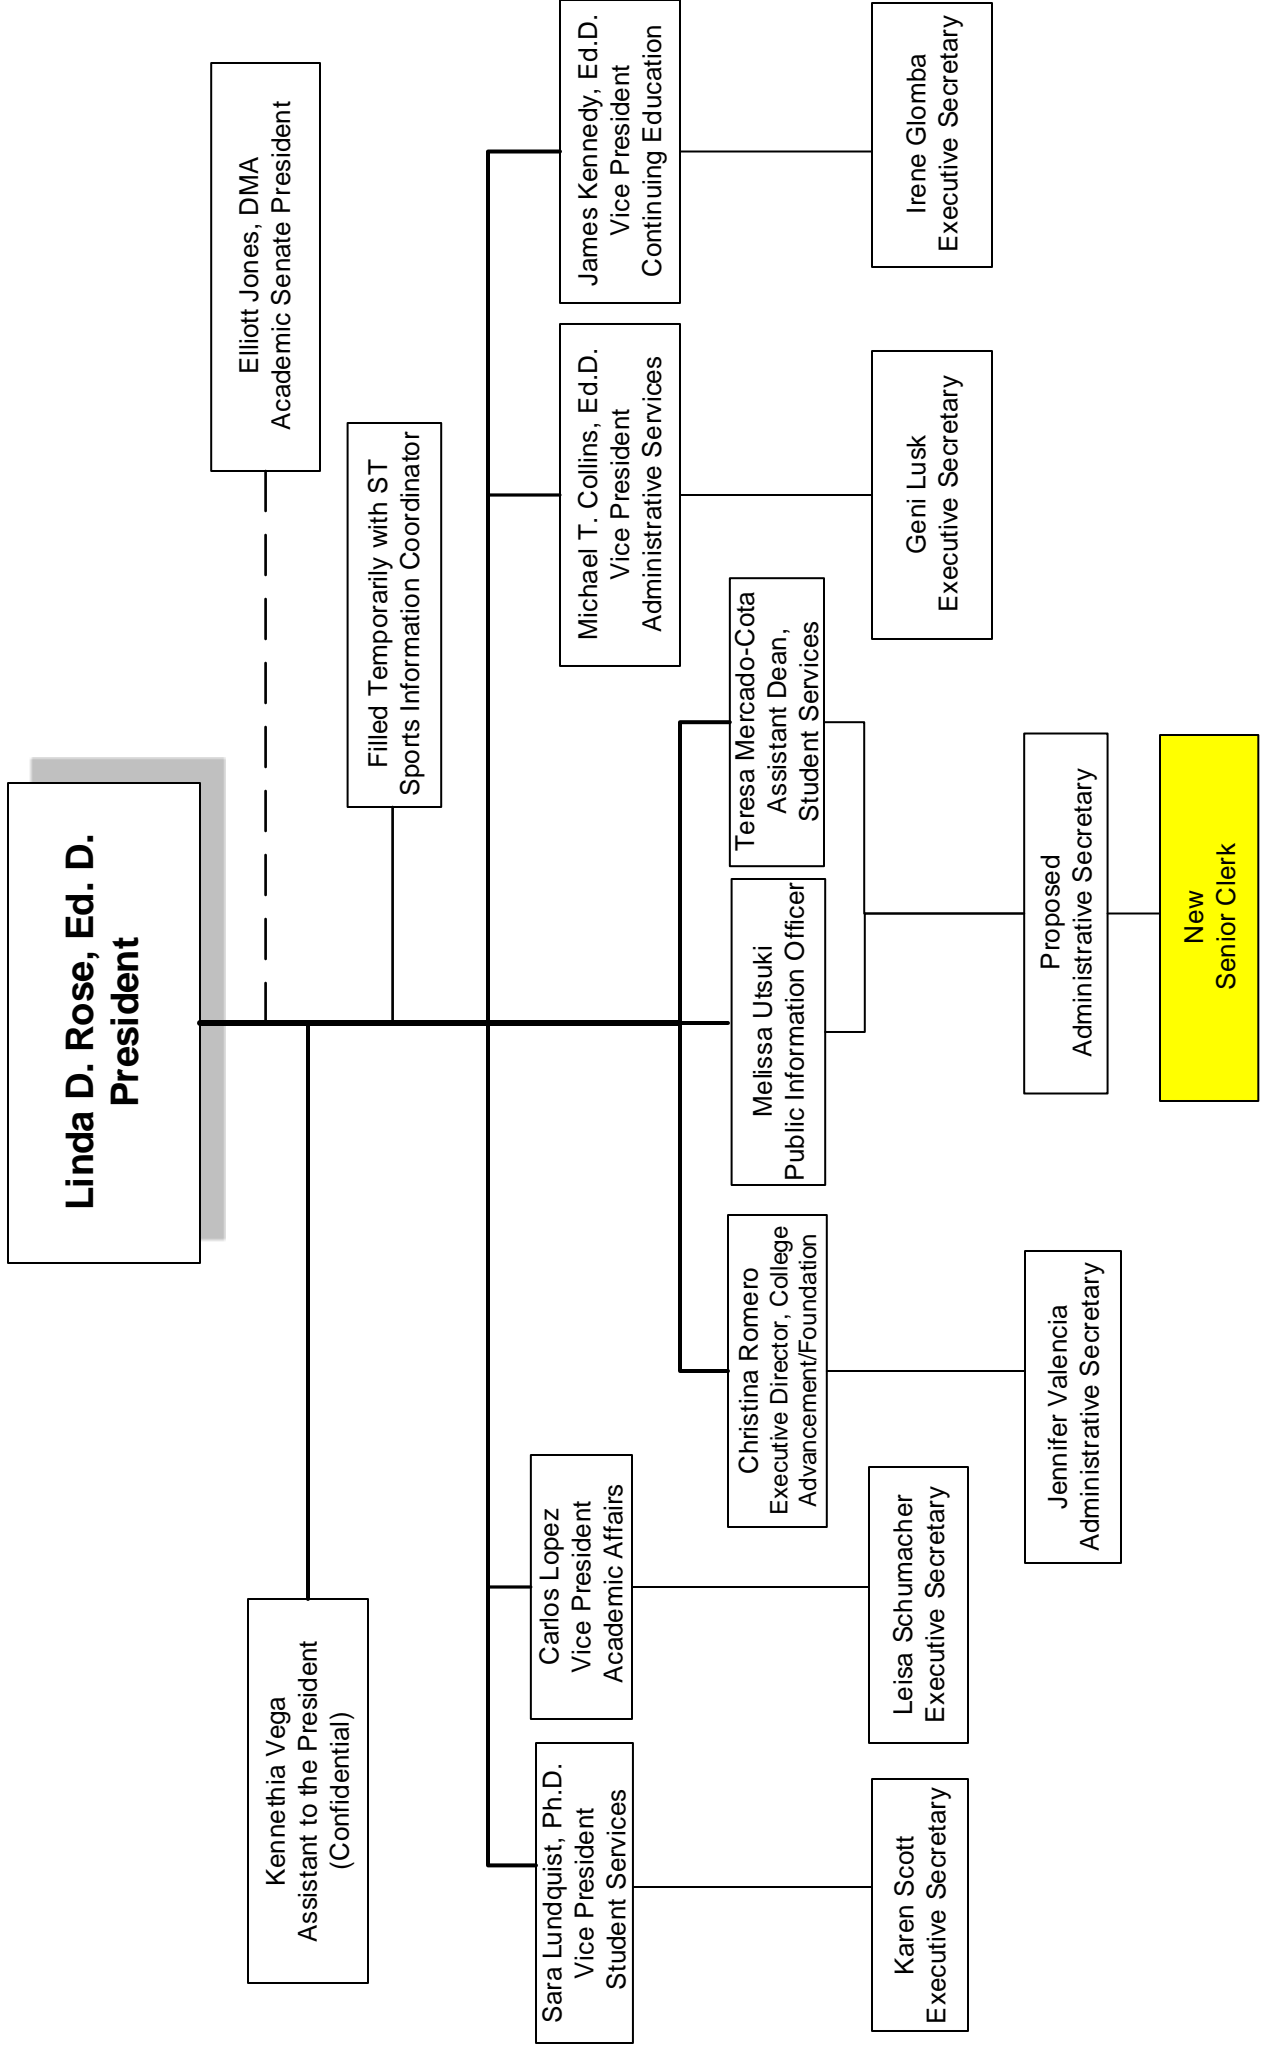 Linda D. Rose, Ed. D.
President
Elliott Jones, DMA
Academic Senate President
Kennethia Vega
Assistant to the President
(Confidential)
Filled Temporarily with ST
Sports Information Coordinator
Sara Lundquist, Ph.D.
Vice President
Student Services
Carlos Lopez
Vice President
Academic Affairs
Michael T. Collins, Ed.D.
Vice President
Administrative Services
James Kennedy, Ed.D.
Vice President
Continuing Education
Christina Romero
Executive Director, College
Advancement/Foundation
Melissa Utsuki
Public Information Officer
Teresa Mercado-Cota
Assistant Dean,
Student Services
Karen Scott
Executive Secretary
Leisa Schumacher
Executive Secretary
Geni Lusk
Executive Secretary
Irene Glomba
Executive Secretary
Jennifer Valencia
Administrative Secretary
Proposed
Administrative Secretary
New
Senior Clerk